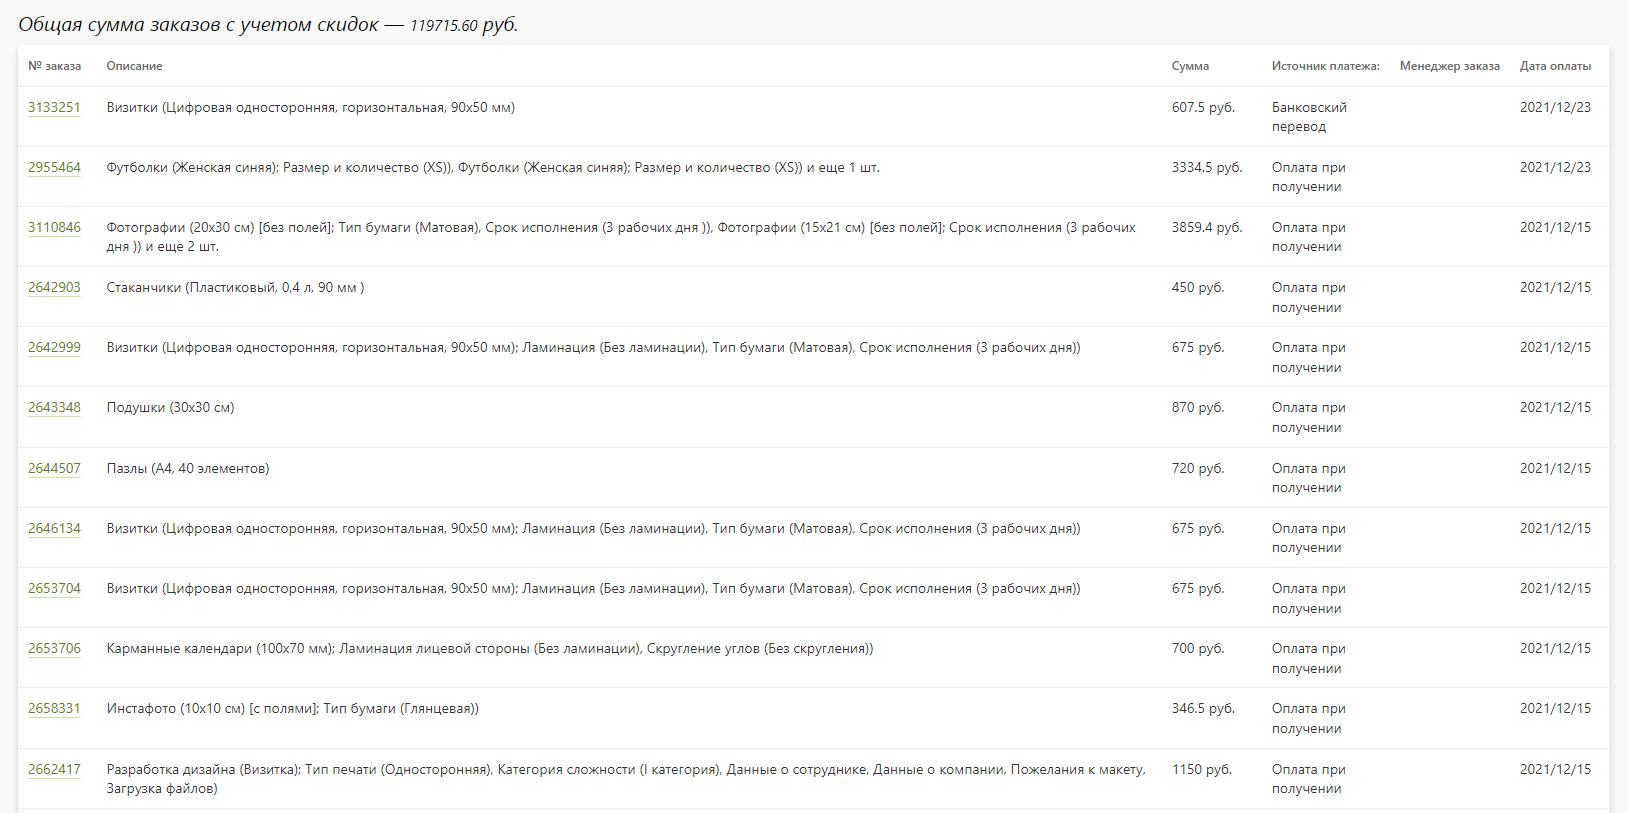 Общая сумма заказов с учетом скидок — 119715.60 руб.
№ заказа Описание Сумма Источник платежа: Менеджер заказа Дата оплаты
3133251 Визитки (Цифровая односторонняя, горизонтальная, 90x50 мм) 607.5 руб. Банковский 2021/12/23
перевод
2955464 Футболки (Женская синяя); Размер и количество (XS)), Футболки (Женская синяя); Размер и количество (XS)) и еще 1 шт. 3334.5 руб. Оплата при 2021/12/23
получении
3110846 Фотографии (20x30 см) [без полей]; Тип бумаги (Матовая), Срок исполнения (3 рабочих дня )), Фотографии (15x21 см) [без полей]; Срок исполнения (3 рабочих 3859.4 руб. Оплата при 2021/12/15
дня )) и еще 2 шт. получении
2642903 Стаканчики (Пластиковый, 0,4 л, 90 мм ) 450 руб. Оплата при 2021/12/15
получении
2642999 Визитки (Цифровая односторонняя, горизонтальная, 90x50 мм); Ламинация (Без ламинации), Тип бумаги (Матовая), Срок исполнения (3 рабочих дня)) 675 руб. Оплата при 2021/12/15
получении
2643348 Подушки (30x30 см) 870 руб. Оплата при 2021/12/15
получении
2644507 Пазлы (А4, 40 элементов) 720 руб. Оплата при 2021/12/15
получении
2646134 Визитки (Цифровая односторонняя, горизонтальная, 90x50 мм); Ламинация (Без ламинации), Тип бумаги (Матовая), Срок исполнения (3 рабочих дня)) 675 руб. Оплата при 2021/12/15
получении
2653704 Визитки (Цифровая односторонняя, горизонтальная, 90x50 мм); Ламинация (Без ламинации), Тип бумаги (Матовая), Срок исполнения (3 рабочих дня)) 675 руб. Оплата при 2021/12/15
получении
2653706 Карманные календари (100x70 мм); Ламинация лицевой стороны (Без ламинации), Скругление углов (Без скругления)) 700 руб. Оплата при 2021/12/15
получении
2658331 Инстафото (10x10 см) [с полями]; Тип бумаги (Глянцевая)) 346.5 руб. Оплата при 2021/12/15
получении
2662417 Разработка дизайна (Визитка); Тип печати (Односторонняя), Категория сложности (I категория), Данные о сотруднике, Данные о компании, Пожелания к макету, 1150 руб. Оплата при 2021/12/15
Загрузка файлов) получении